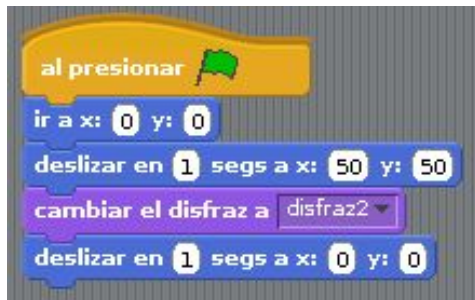 al presionar
ir a x: 0 y: 0
deslizar en 1 segs a x: 50 y: 50
cambiar el disfraz a disfraz2
deslizar en 1 segs a x: 0 y: 0